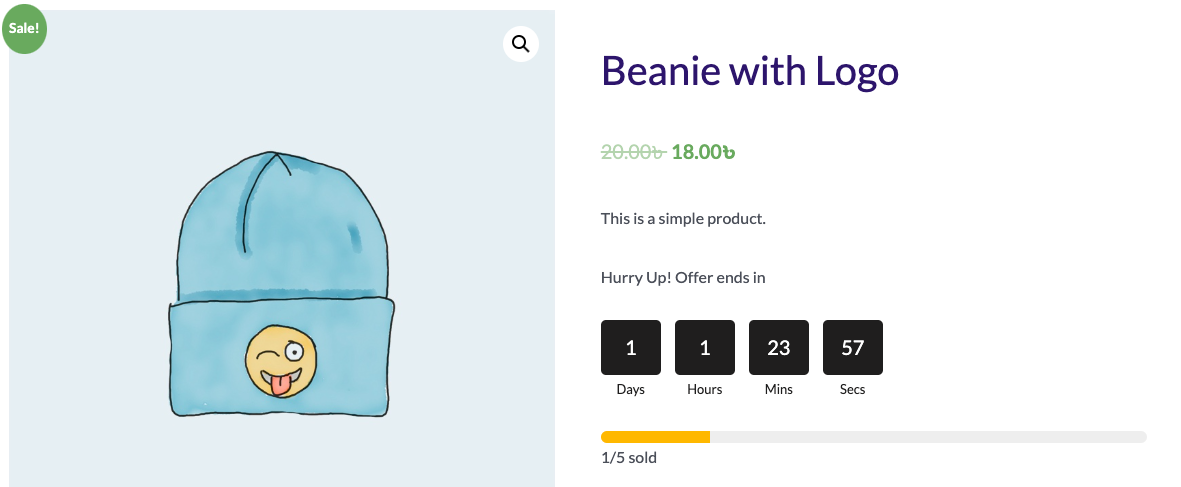 Sale!
Beanie with Logo
20.00৳ 18.00৳
This is a simple product.
Hurry Up! Offer ends in
1 1 23 57
Days Hours Mins Secs
1/5 sold